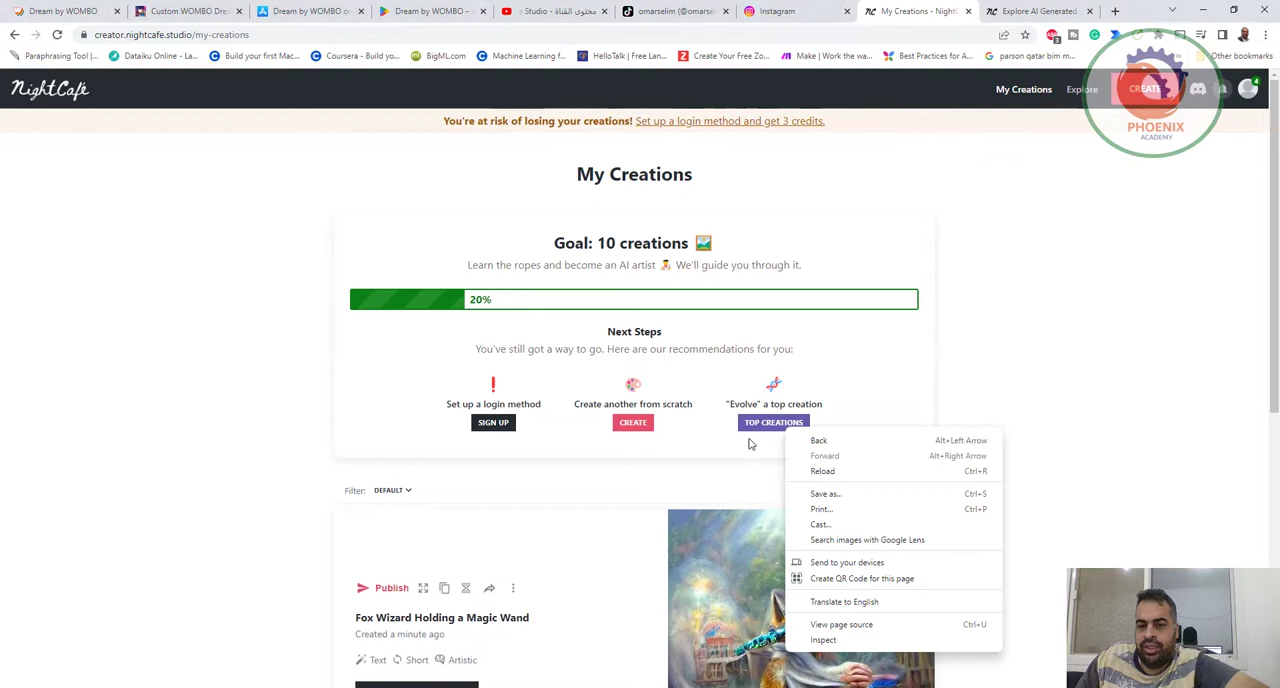 Dream by WOMBO
Custom WOMBO Dre
Dream by WOMBO on
Dream by WOMBO –
e Studio - محتوى القناة
omarselim (@omarse
Instagram
My Creations - NightC
Explore AI Generated
creator.nightcafe.studio/my-creations
Paraphrasing Tool |
Dataiku Online - La...
Build your first Mac...
Coursera - Build yo...
BigML.com
Machine Learning f...
HelloTalk | Free Lan...
Create Your Free Zo...
Make | Work the wa...
Best Practices for A...
parson qatar bim m...
Other bookmarks
NightCafe
My Creations
Explore
CREATE
4
PHOENIX
ACADEMY
You're at risk of losing your creations! Set up a login method and get 3 credits.
My Creations
Goal: 10 creations
Learn the ropes and become an AI artist We'll guide you through it.
20%
Next Steps
You've still got a way to go. Here are our recommendations for you:
Set up a login method
Create another from scratch
"Evolve" a top creation
SIGN UP
CREATE
TOP CREATIONS
Back Alt+Left Arrow
Forward Alt+Right Arrow
Reload Ctrl+R
Save as... Ctrl+S
Print... Ctrl+P
Cast...
Search images with Google Lens
Send to your devices
Create QR Code for this page
Translate to English
View page source Ctrl+U
Inspect
Filter: DEFAULT
Publish
Fox Wizard Holding a Magic Wand
Created a minute ago
Text Short Artistic